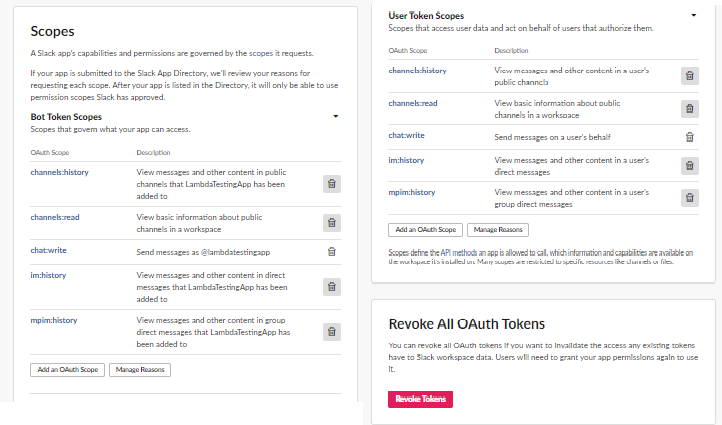 Scopes
A Slack app's capabilities and permissions are governed by the scopes it requests.
If your app is submitted to the Slack App Directory, we'll review your reasons for
requesting each scope. After your app is listed in the Directory, it will only be able to use
permission scopes Slack has approved.
Bot Token Scopes
Scopes that govern what your app can access.
OAuth Scope Description
channels:history View messages and other content in public
channels that LambdaTestingApp has been
added to
channels:read View basic information about public
channels in a workspace
chat:write Send messages as @lambdatestingapp
im:history View messages and other content in direct
messages that LambdaTestingApp has been
added to
mpim:history View messages and other content in group
direct messages that LambdaTestingApp has
been added to
Add an OAuth Scope Manage Reasons
User Token Scopes
Scopes that access user data and act on behalf of users that authorize them.
OAuth Scope Description
channels:history View messages and other content in a user's
public channels
channels:read View basic information about public
channels in a workspace
chat:write Send messages on a user's behalf
im:history View messages and other content in a user's
direct messages
mpim:history View messages and other content in a user's
group direct messages
Add an OAuth Scope Manage Reasons
Scopes define the API methods an app is allowed to call, which information and capabilities are available on
the workspace it's installed on. Many scopes are restricted to specific resources like channels or files.
Revoke All OAuth Tokens
You can revoke all OAuth tokens if you want to invalidate the access any existing tokens
have to Slack workspace data. Users will need to grant your app permissions again to use
it.
Revoke Tokens